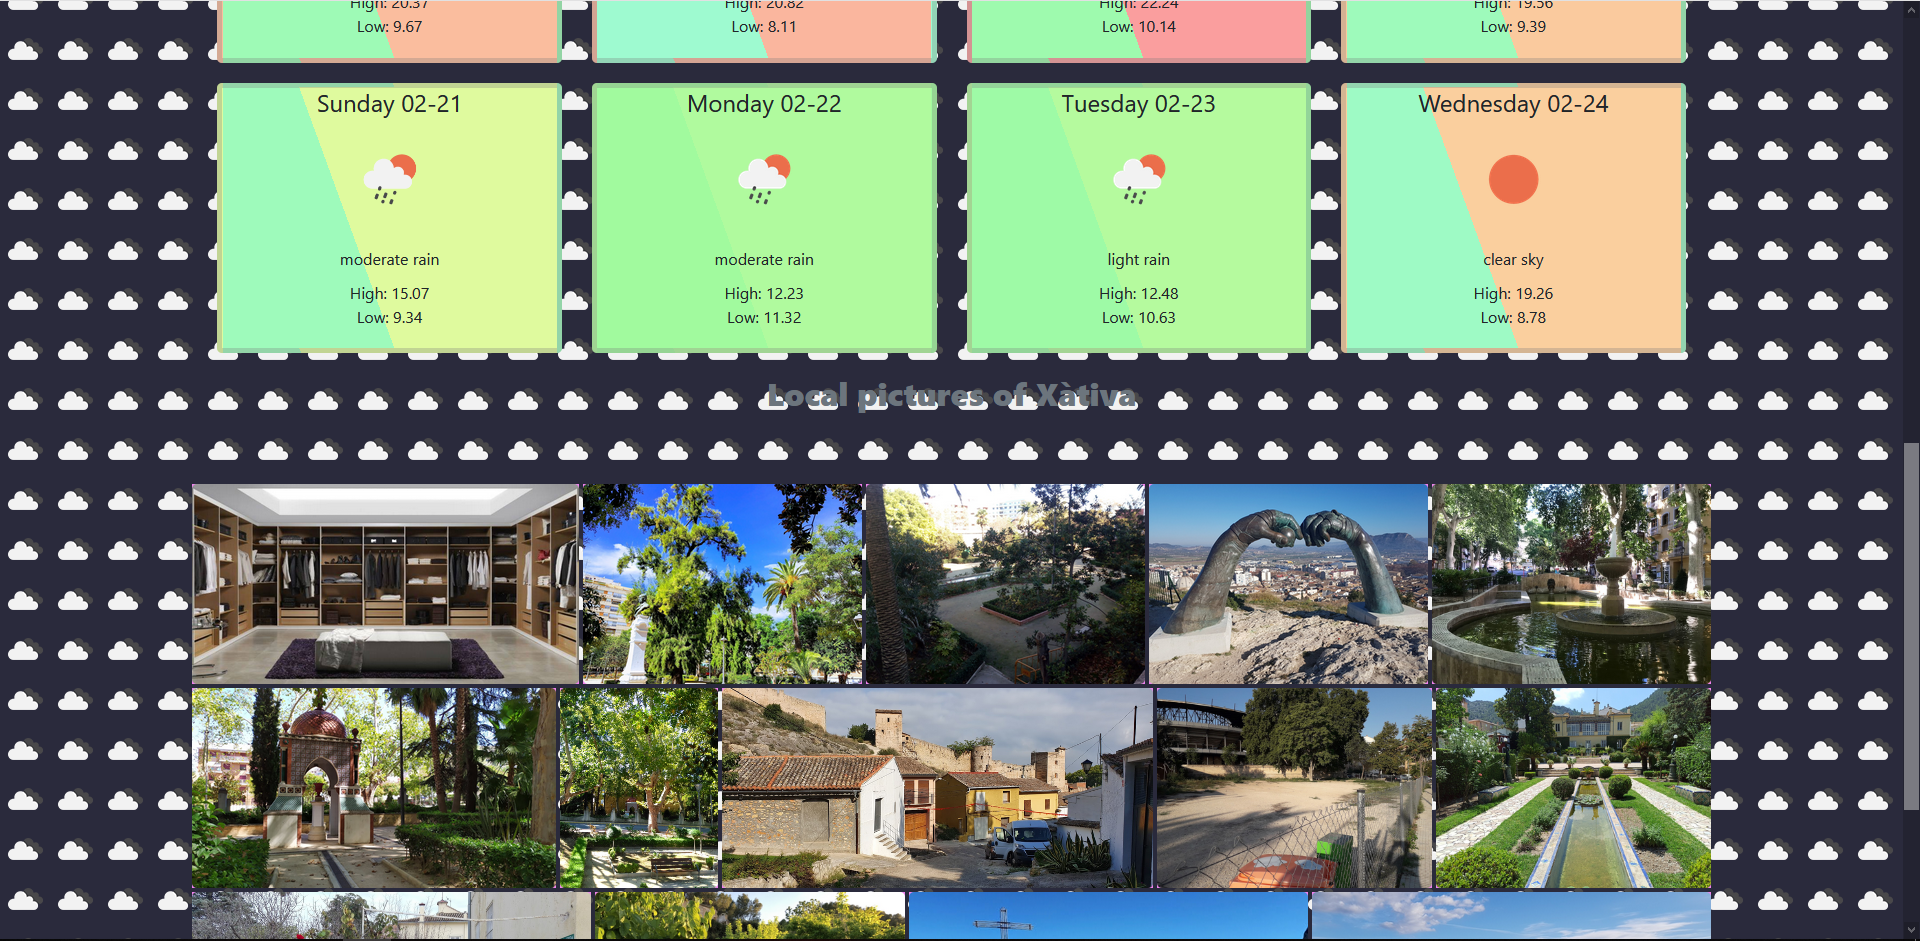 High: 20.37
Low: 9.67
High: 20.82
Low: 8.11
High: 22.24
Low: 10.14
High: 19.56
Low: 9.39
Sunday 02-21
moderate rain
High: 15.07
Low: 9.34
Monday 02-22
moderate rain
High: 12.23
Low: 11.32
Tuesday 02-23
light rain
High: 12.48
Low: 10.63
Wednesday 02-24
clear sky
High: 19.26
Low: 8.78
Local pictures of Xàtiva